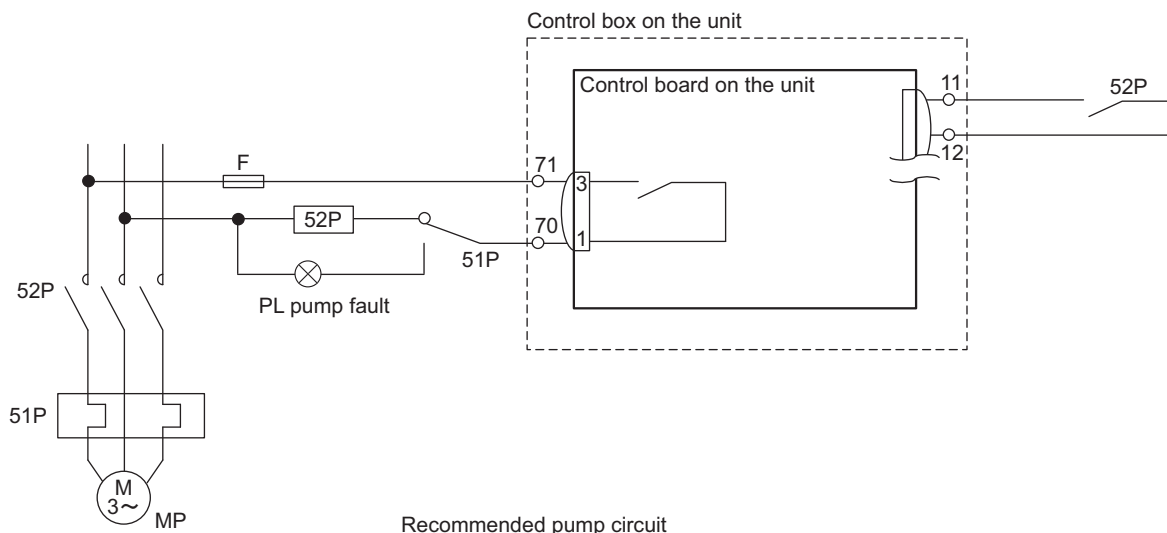 Control box on the unit
Control board on the unit
11
52P
12
F
71
3
52P
70
1
51P
PL pump fault
52P
51P
M
3~
MP
Recommended pump circuit